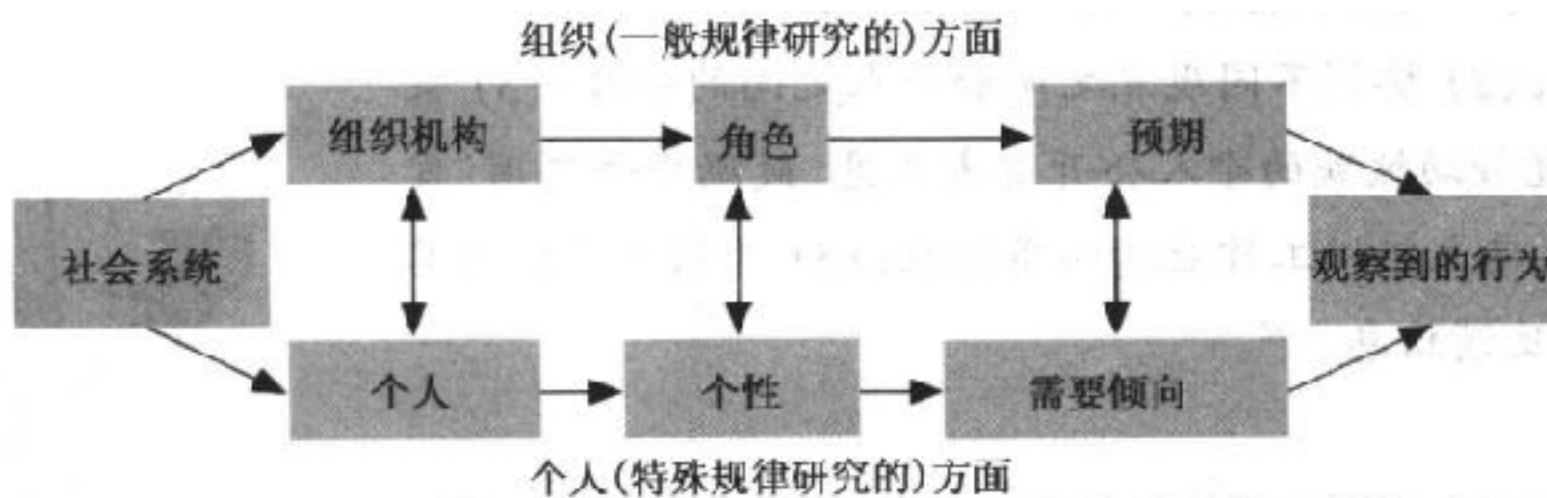 组织(一般规律研究的)方面
组织机构
角色
预期
社会系统
观察到的行为
个人
个性
需要倾向
个人(特殊规律研究的)方面